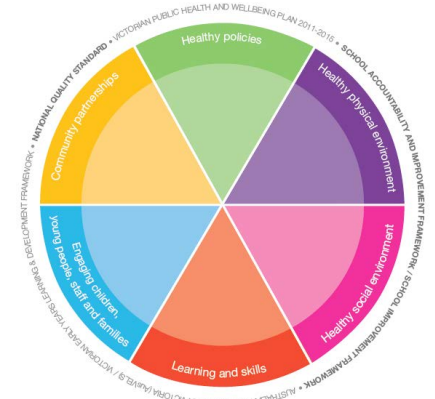 VICTORIAN PUBLIC HEALTH AND WELLBEING PLAN 2011-2015 •
SCHOOL ACCOUNTABILITY AND IMPROVEMENT FRAMEWORK / SCHOOL IMPROVEMENT FRAMEWORK •
VICTORIAN EARLY YEARS LEARNING & DEVELOPMENT FRAMEWORK •
NATIONAL QUALITY STANDARD •
Healthy policies
Healthy physical environment
Healthy social environment
Learning and skills
Engaging children,
young people, staff and families
Community partnerships